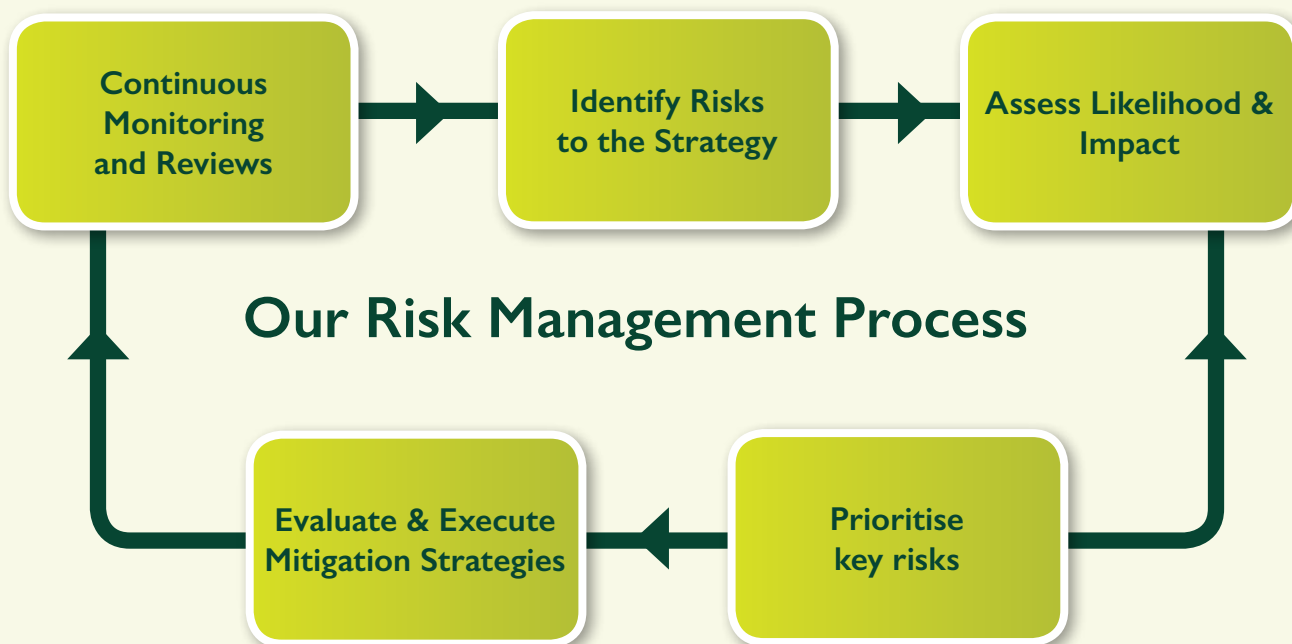 Continuous
Monitoring
and Reviews
Identify Risks
to the Strategy
Assess Likelihood &
Impact
Our Risk Management Process
Evaluate & Execute
Mitigation Strategies
Prioritise
key risks